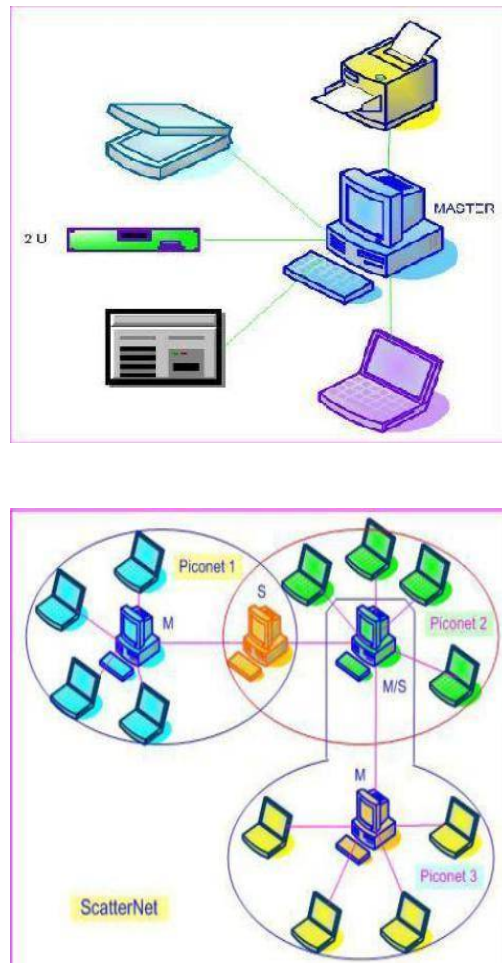 MASTER
2 U
Piconet 1
S
M
Piconet 2
M/S
M
Piconet 3
ScatterNet